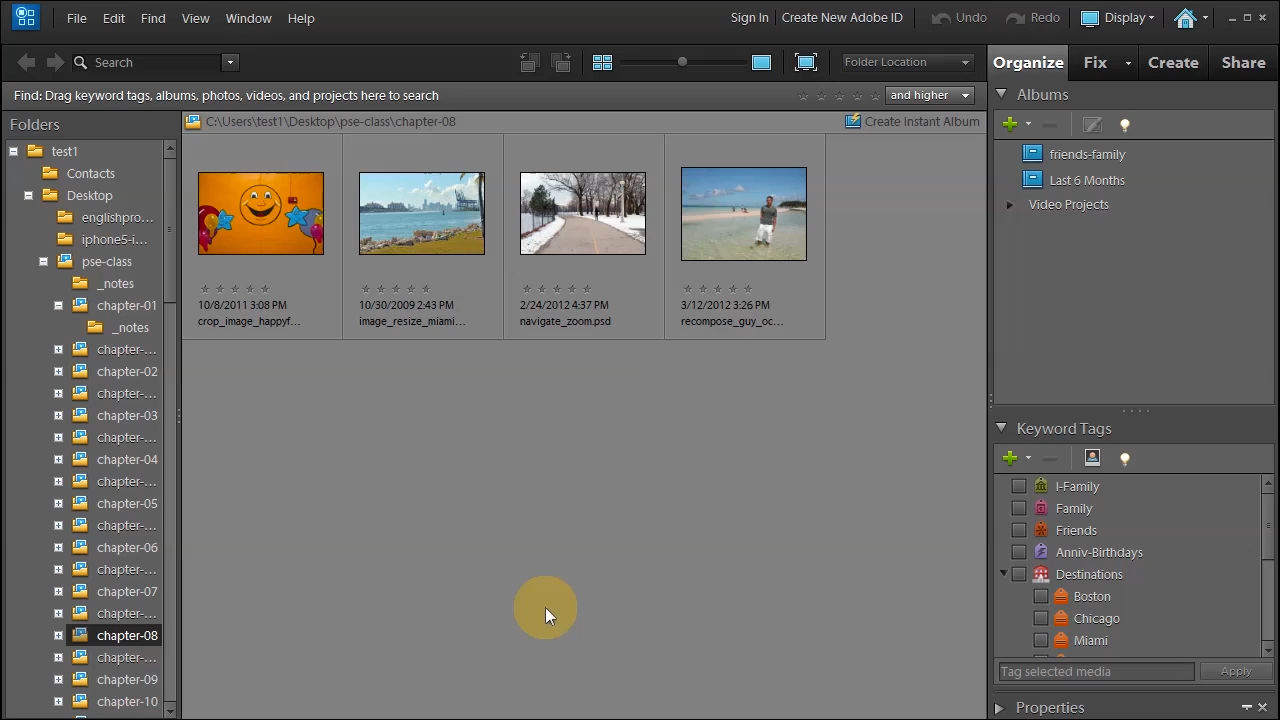 File Edit Find View Window Help
Sign In Create New Adobe ID Undo Redo Display
Search Folder Location Organize Fix Create Share
Find: Drag keyword tags, albums, photos, videos, and projects here to search and higher
Albums
Folders
C:\Users\test1\Desktop\pse-class\chapter-08 Create Instant Album
test1
Contacts
Desktop
englishpro...
iphone5-i...
pse-class
_notes
chapter-01
_notes
chapter-...
chapter-02
chapter-...
chapter-03
chapter-...
chapter-04
chapter-...
chapter-05
chapter-...
chapter-06
chapter-...
chapter-07
chapter-...
chapter-08
chapter-...
chapter-09
chapter-10
10/8/2011 3:08 PM
crop_image_happyf...
10/30/2009 2:43 PM
image_resize_miami...
2/24/2012 4:37 PM
navigate_zoom.psd
3/12/2012 3:26 PM
recompose_guy_oc...
friends-family
Last 6 Months
Video Projects
Keyword Tags
I-Family
Family
Friends
Anniv-Birthdays
Destinations
Boston
Chicago
Miami
Tag selected media Apply
Properties